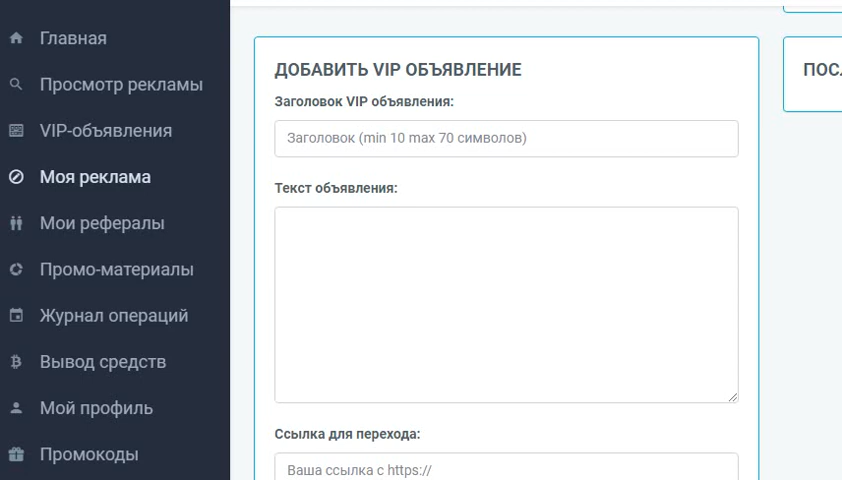 Главная
Просмотр рекламы
VIP-объявления
Моя реклама
Мои рефералы
Промо-материалы
Журнал операций
Вывод средств
Мой профиль
Промокоды
ДОБАВИТЬ VIP ОБЪЯВЛЕНИЕ
Заголовок VIP объявления:
Заголовок (min 10 max 70 символов)
Текст объявления:
Ссылка для перехода:
Ваша ссылка с https://